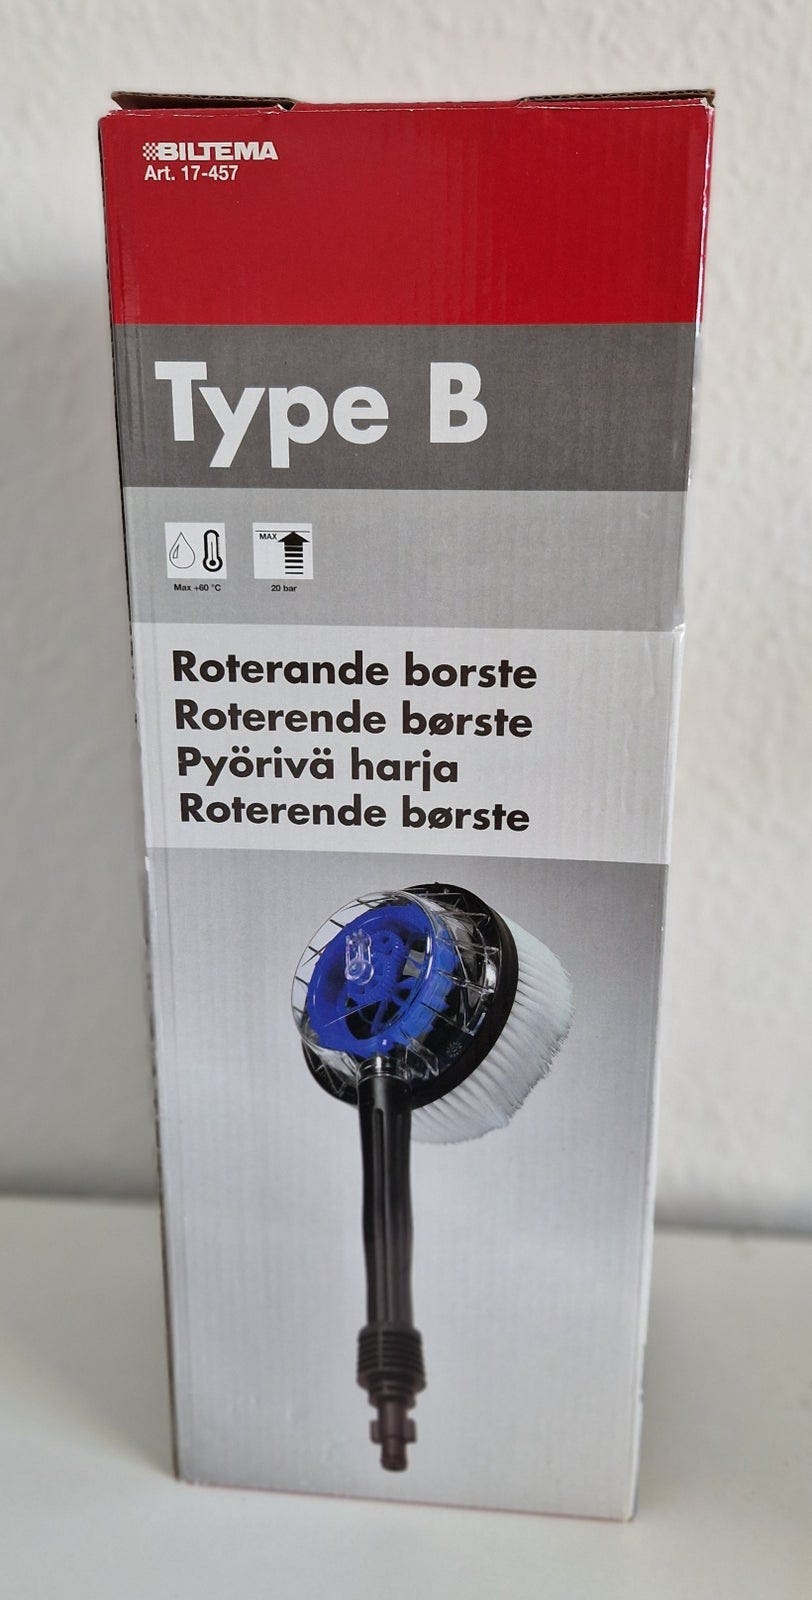 BILTEMA
Art. 17-457
Type B
MAX
Max +60 °C
20 bar
Roterande borste
Roterende børste
Pyörivä harja
Roterende børste